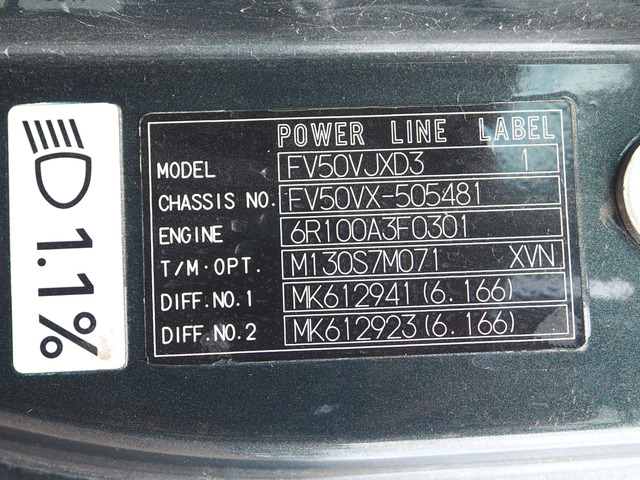 POWER LINE LABEL
MODEL FV50VJXD3 1
CHASSIS NO. FV50VX-505481
ENGINE 6R100A3F0301
T/M·OPT. M130S7M071 XVN
DIFF.NO.1 MK612941(6.166)
DIFF.NO.2 MK612923(6.166)
1.1%